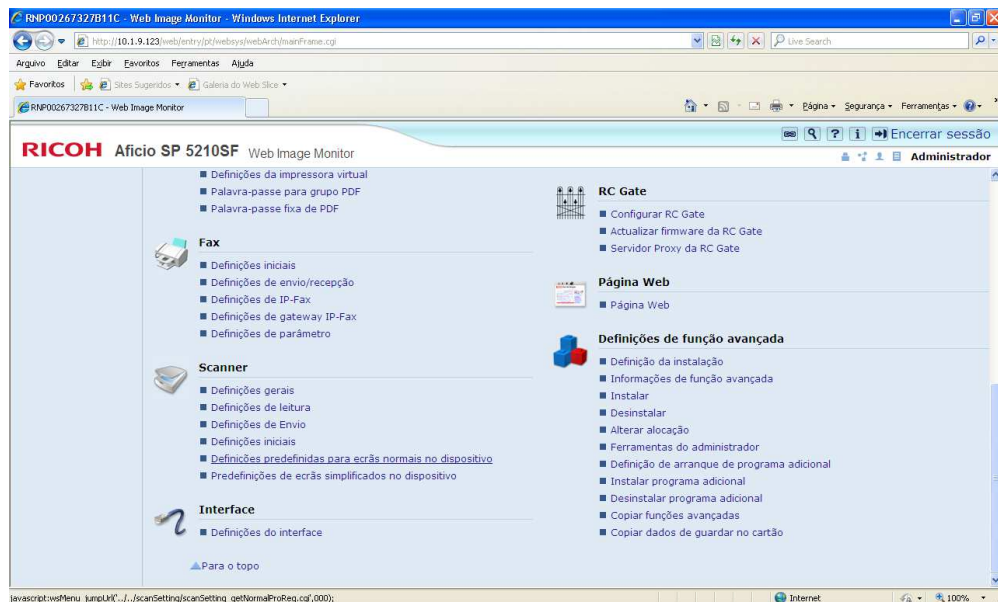 RNP00267327B11C - Web Image Monitor - Windows Internet Explorer
http://10.1.9.123/web/entry/pt/websys/webArch/mainFrame.cgi
Live Search
Arquivo Editar Exibir Favoritos Ferramentas Ajuda
Favoritos Sites Sugeridos Galeria do Web Slice
RNP00267327B11C - Web Image Monitor
Página Segurança Ferramentas
Encerrar sessão
RICOH Aficio SP 5210SF Web Image Monitor
Administrador
Definições da impressora virtual
Palavra-passe para grupo PDF
Palavra-passe fixa de PDF
Fax
Definições iniciais
Definições de envio/recepção
Definições de IP-Fax
Definições de gateway IP-Fax
Definições de parâmetro
Scanner
Definições gerais
Definições de leitura
Definições de Envio
Definições iniciais
Definições predefinidas para ecrãs normais no dispositivo
Predefinições de ecrãs simplificados no dispositivo
Interface
Definições do interface
Para o topo
RC Gate
Configurar RC Gate
Actualizar firmware da RC Gate
Servidor Proxy da RC Gate
Página Web
Página Web
Definições de função avançada
Definição da instalação
Informações de função avançada
Instalar
Desinstalar
Alterar alocação
Ferramentas do administrador
Definição de arranque de programa adicional
Instalar programa adicional
Desinstalar programa adicional
Copiar funções avançadas
Copiar dados de guardar no cartão
javascript:wsMenu_jumpUrl('../../scanSetting/scanSetting_getNormalProReg.cgi',000);
Internet
100%